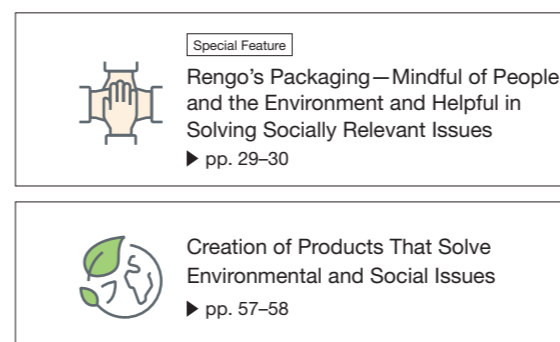 Special Feature
Rengo's Packaging—Mindful of People
and the Environment and Helpful in
Solving Socially Relevant Issues
▶ pp. 29–30
Creation of Products That Solve
Environmental and Social Issues
▶ pp. 57–58